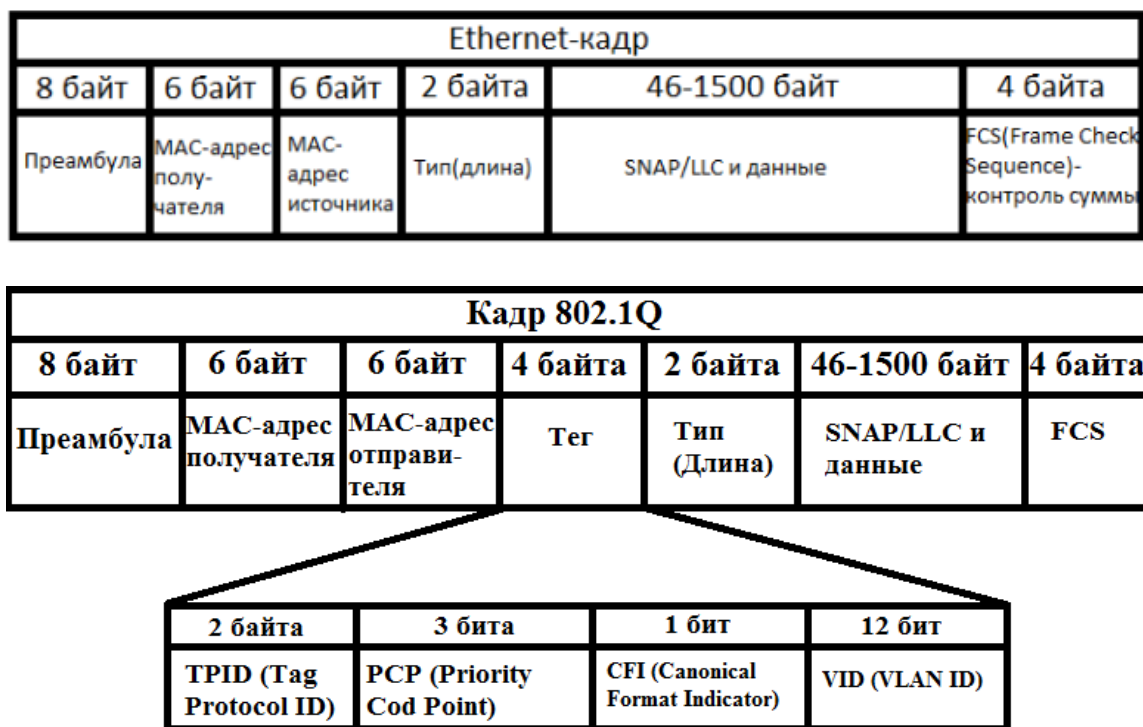 Ethernet-кадр
8 байт 6 байт 6 байт 2 байта 46-1500 байт 4 байта
Преамбула
МАС-адрес
полу-
чателя
МАС-
адрес
источника
Тип(длина)
SNAP/LLC и данные
FCS(Frame Check
Sequence)-
контроль суммы
Кадр 802.1Q
8 байт 6 байт 6 байт 4 байта 2 байта 46-1500 байт 4 байта
Преамбула
МАС-адрес
получателя
МАС-адрес
отправи-
теля
Тег
Тип
(Длина)
SNAP/LLC и
данные
FCS
2 байта 3 бита 1 бит 12 бит
TPID (Tag
Protocol ID)
PCP (Priority
Cod Point)
CFI (Canonical
Format Indicator)
VID (VLAN ID)